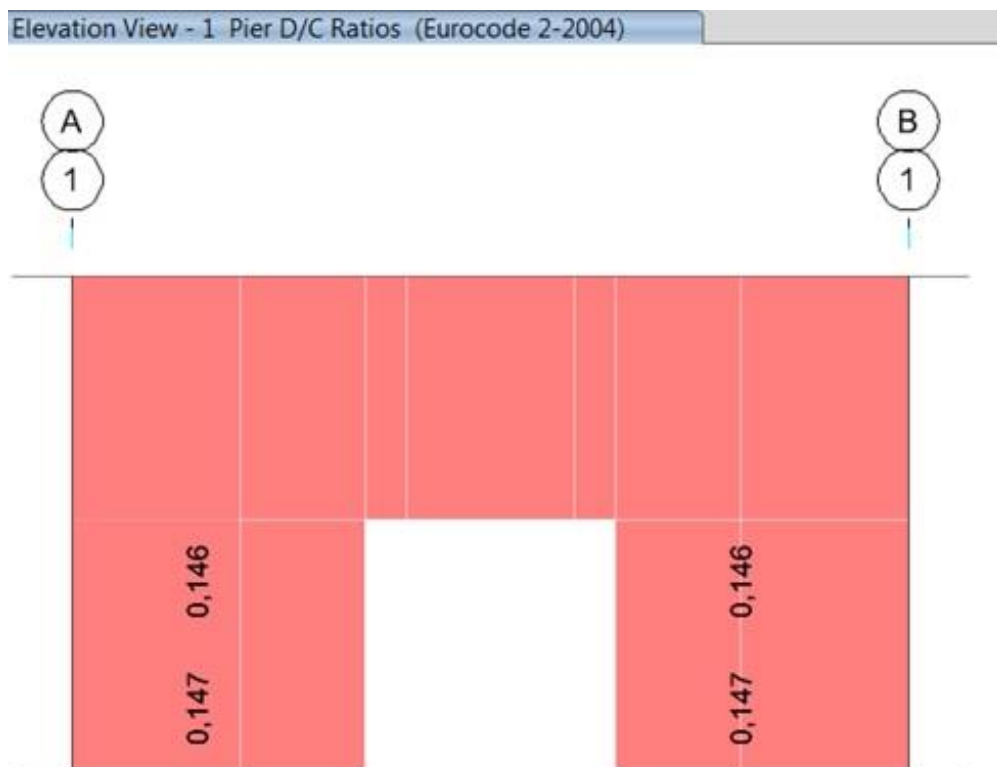 Elevation View - 1 Pier D/C Ratios (Eurocode 2-2004)
A
B
1
1
0,146
0,146
0,147
0,147